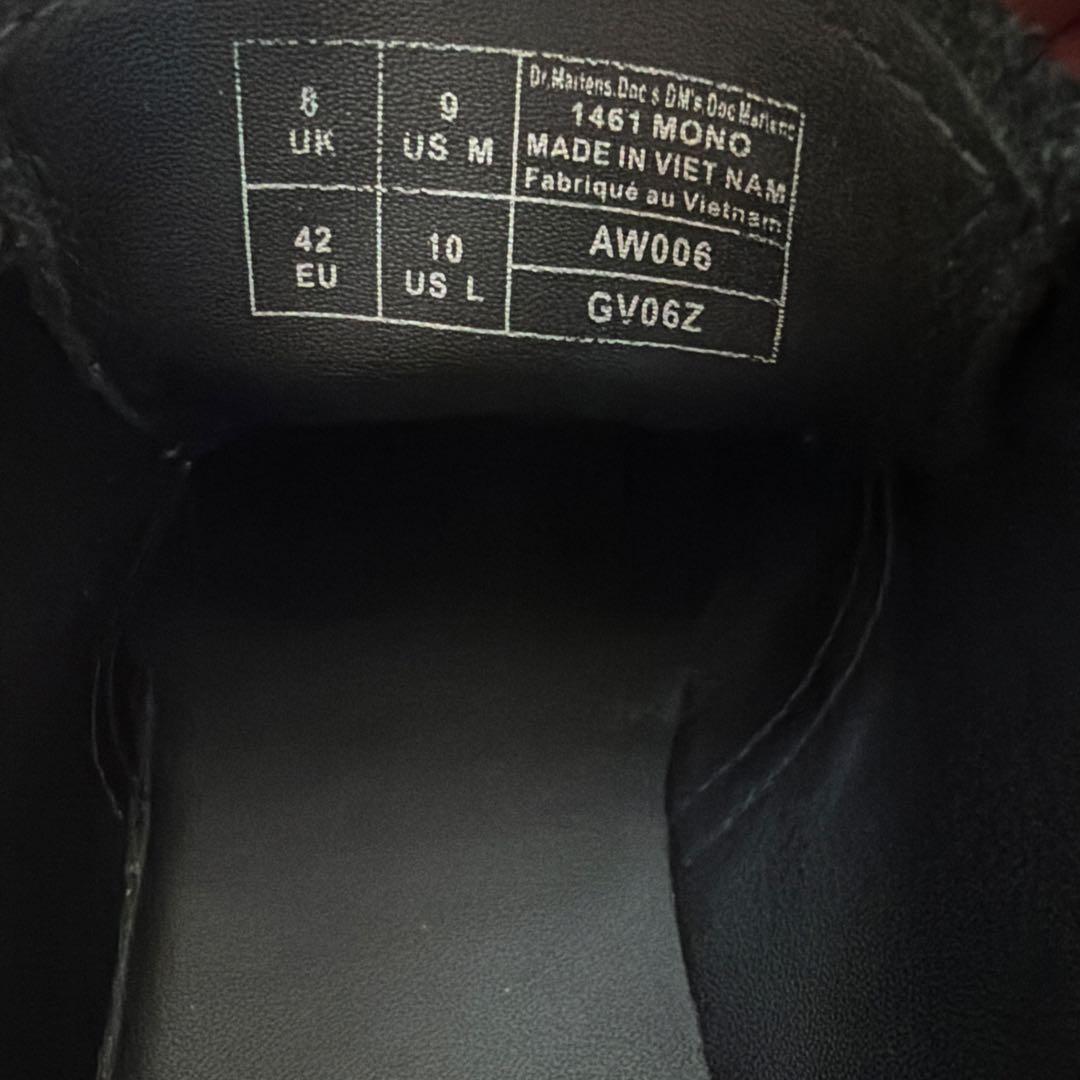 8
UK
9
US M
42
EU
10
US L
Dr.Martens.Doc's DM's.Doc Martens
1461 MONO
MADE IN VIET NAM
Fabriqué au Vietnam
AW006
GV06Z